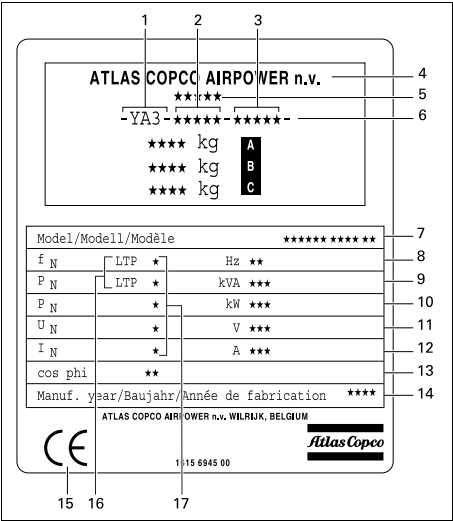 1 2 3
ATLAS COPCO AIRPOWER n.v. 4
★★★★★ 5
-YA3-★★★★★-★★★★★- 6
★★★★ kg A
★★★★ kg B
★★★★ kg C
Model/Modell/Modèle ★★★★★★ ★★★★ ★★ 7
f N LTP ★ Hz ★★ 8
P N LTP ★ kVA ★★★ 9
P N ★ kW ★★★ 10
U N ★ V ★★★ 11
I N ★ A ★★★ 12
cos phi ★★ 13
Manuf. year/Baujahr/Année de fabrication ★★★★ 14
ATLAS COPCO AIRPOWER n.v. WILRIJK, BELGIUM
CE Atlas Copco
1615 6945 00
15 16 17